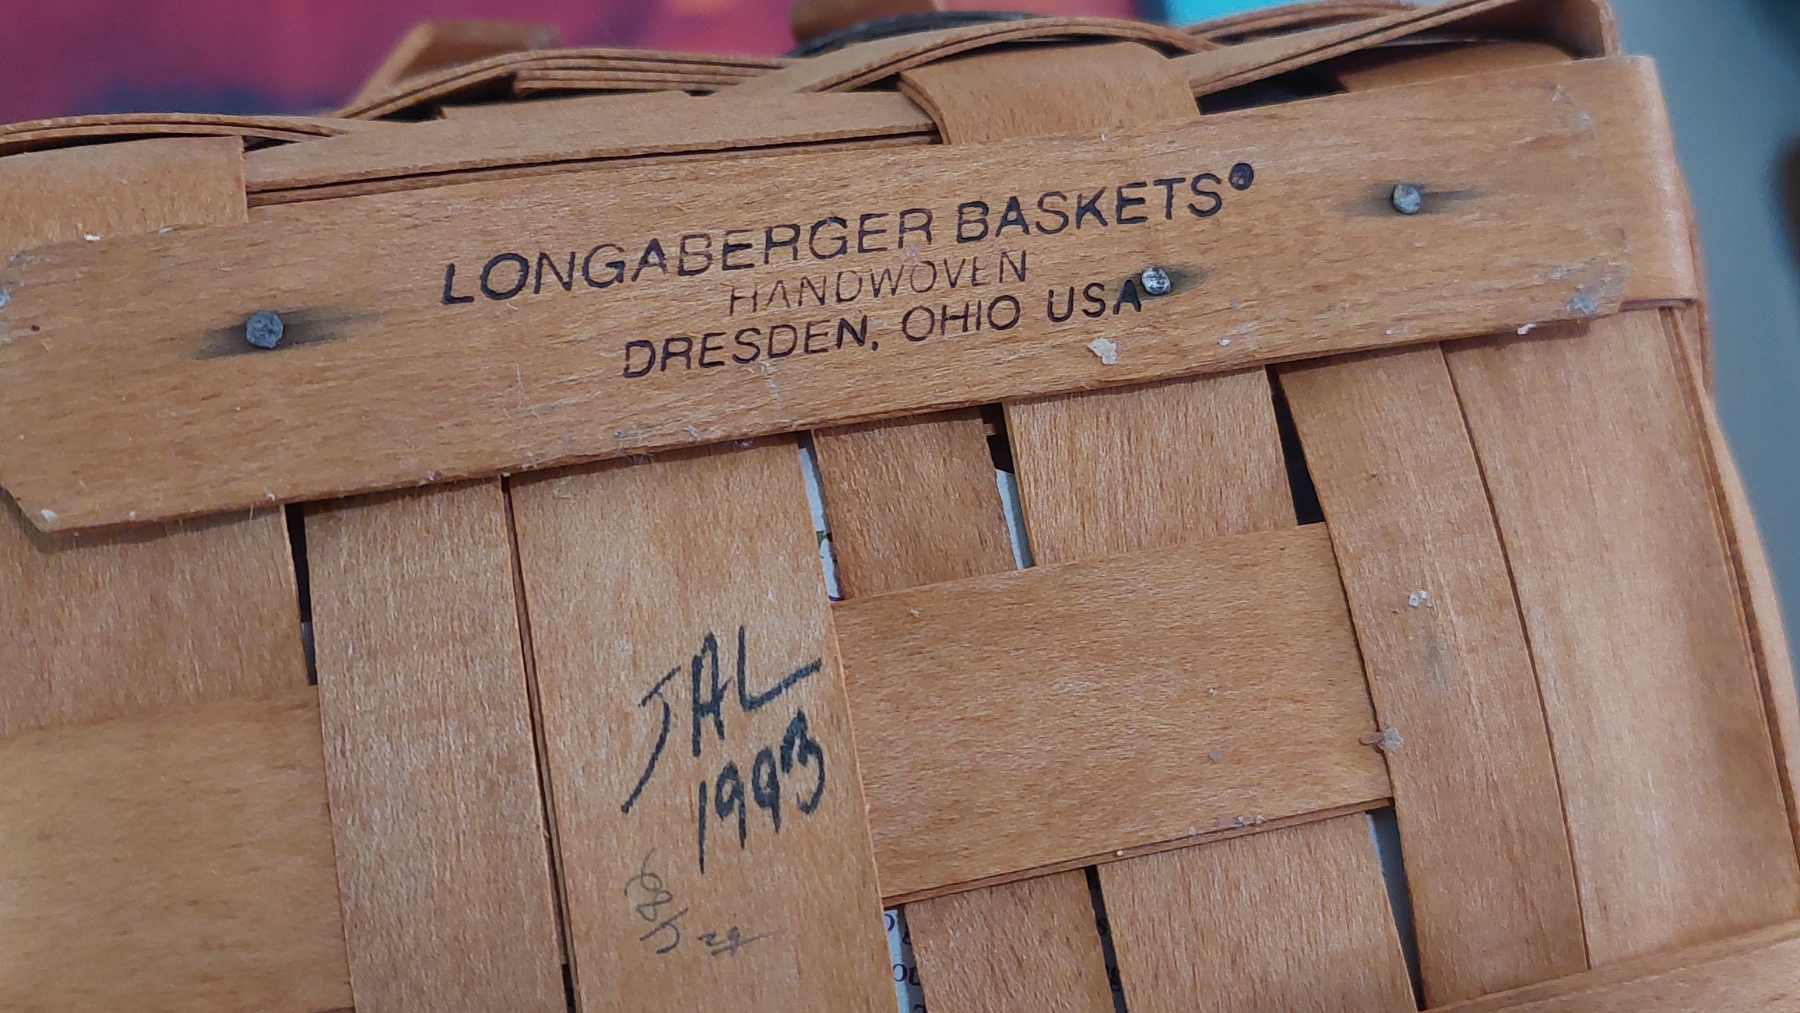 LONGABERGER BASKETS®
HANDWOVEN
DRESDEN, OHIO USA
JAL
1993